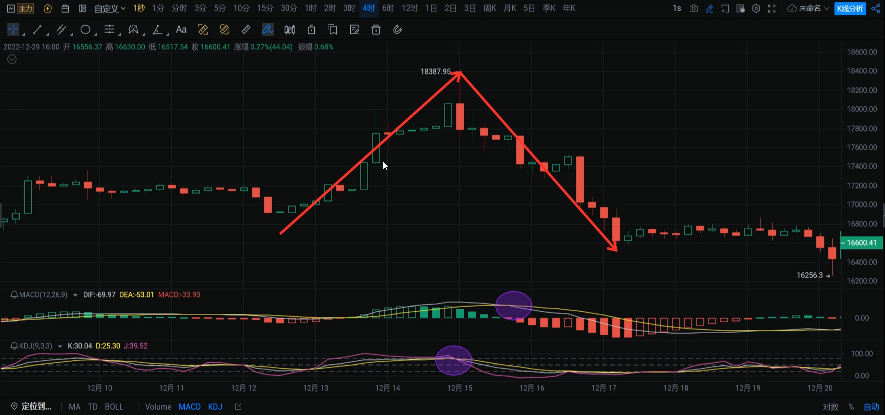 主力 自定义 1秒 1分 3分 5分 10分 15分 30分 1时 2时 3时 4时 6时 12时 1日 2日 3日 周K 月K 5日 季K 年K 1s 未命名 K线分析
Aa
2022-12-29 16:00 开 16556.37 高 16630.00 低 16517.54 收 16600.41 涨幅 0.27%(44.04) 振幅 0.68%
18600.00
18400.00
18387.95
18200.00
18000.00
17800.00
17600.00
17400.00
17200.00
17000.00
16800.00
16600.41
16400.00
16256.3
16200.00
MACD(12,26,9) DIF:-69.97 DEA:-53.01 MACD:-33.93
0.00
KDJ(9,3,3) K:30.04 D:25.30 J:39.52
100.00
0.00
12月 10 12月 11 12月 12 12月 13 12月 14 12月 15 12月 16 12月 17 12月 18 12月 19 12月 20
定位到... MA TD BOLL Volume MACD KDJ 对数 % 自动